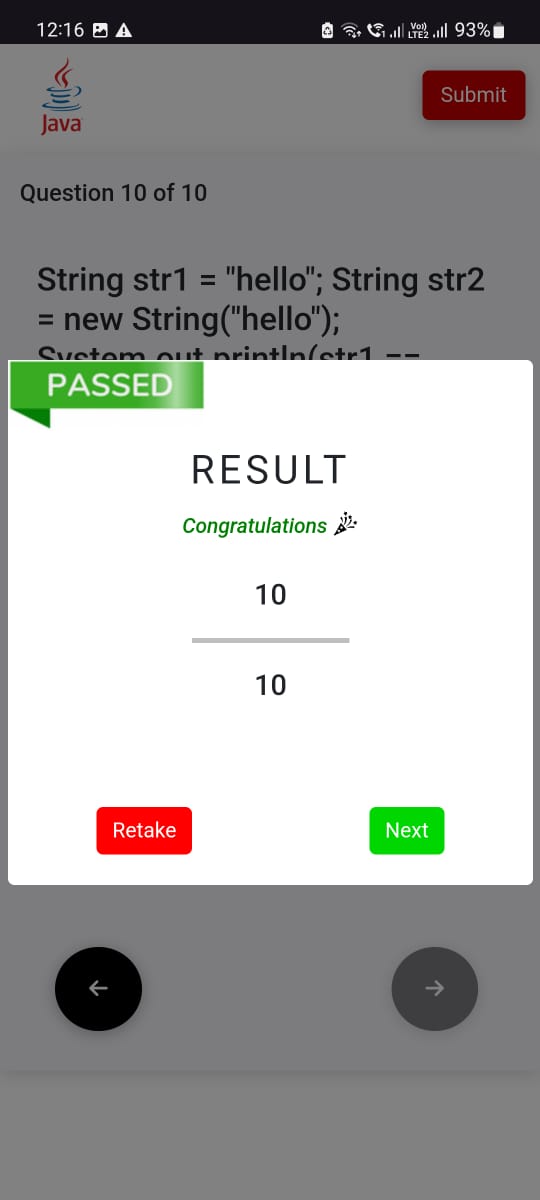 12:16
Vo))
LTE2
93%
Java
Submit
Question 10 of 10
String str1 = "hello"; String str2
= new String("hello");
System.out.println(str1 ==
PASSED
RESULT
Congratulations
10
10
Retake
Next